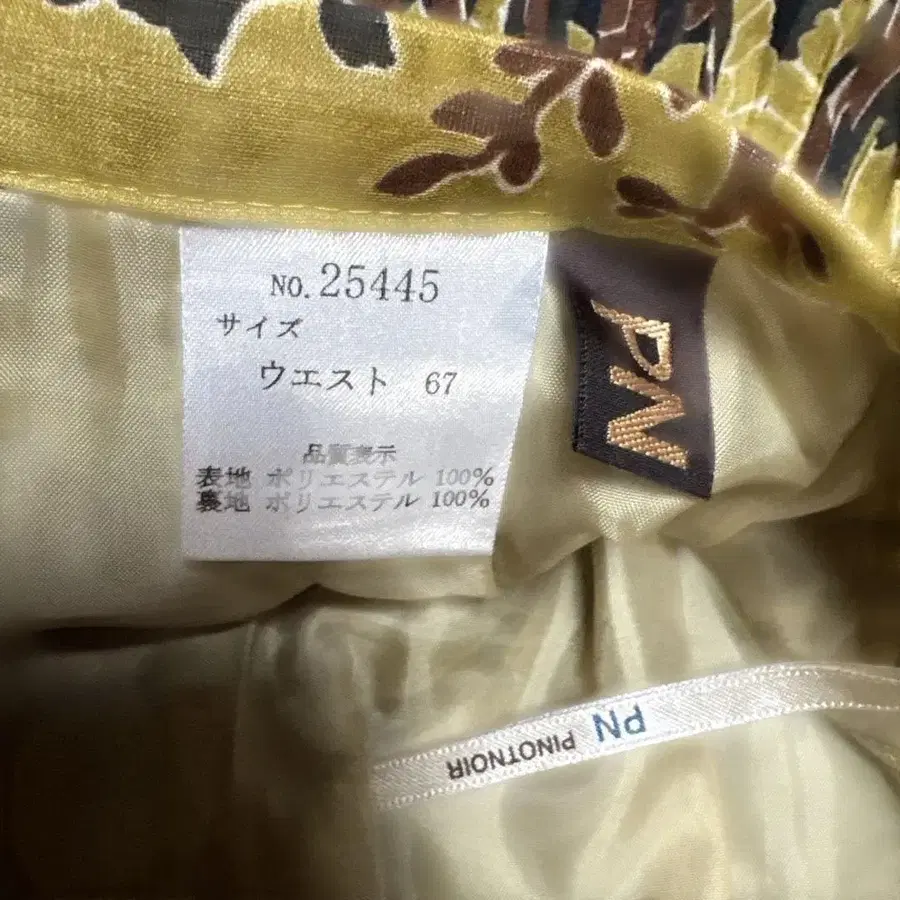 NO. 25445
サイズ
ウエスト 67
品質表示
表地 ポリエステル 100%
裏地 ポリエステル 100%
PN
PN PINOTNOIR